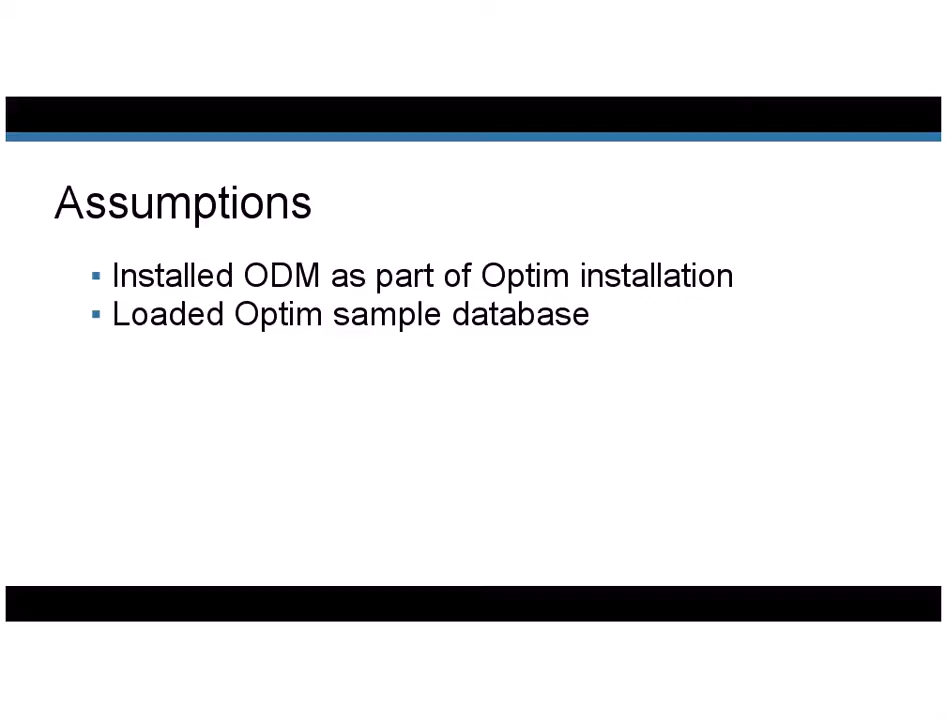 Assumptions
▪ Installed ODM as part of Optim installation
▪ Loaded Optim sample database